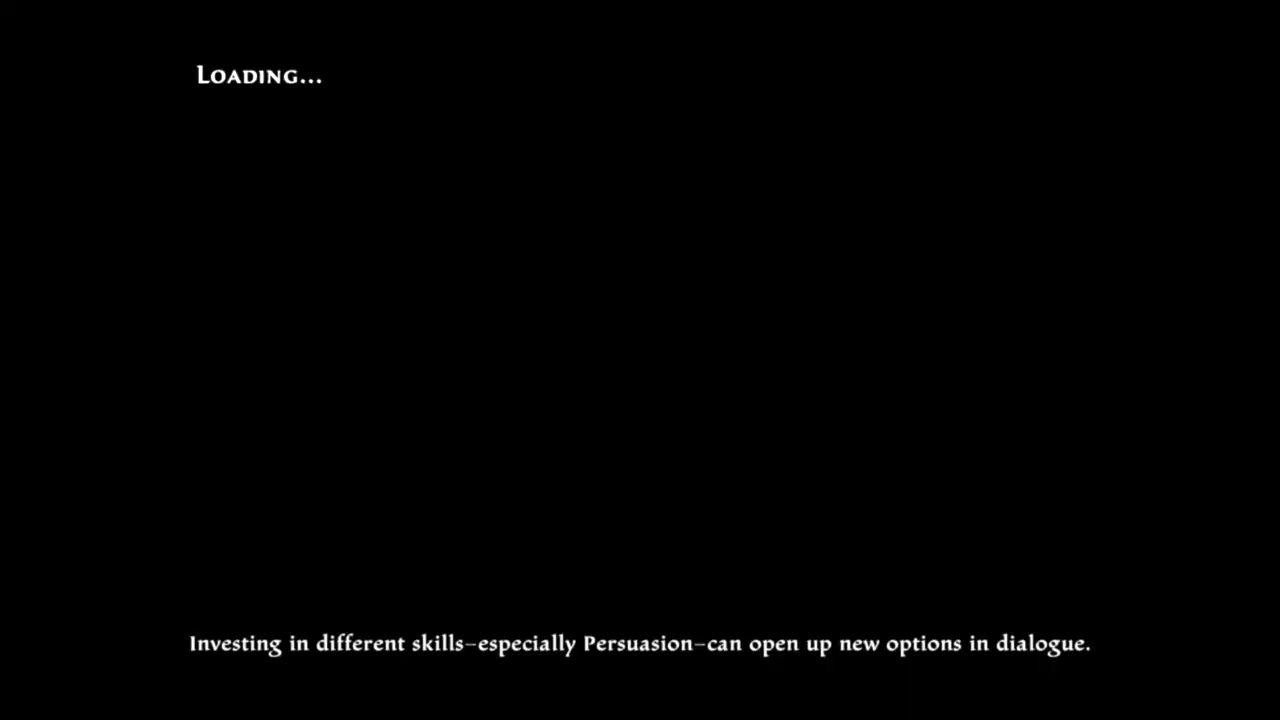 Loading...
Investing in different skills–especially Persuasion–can open up new options in dialogue.